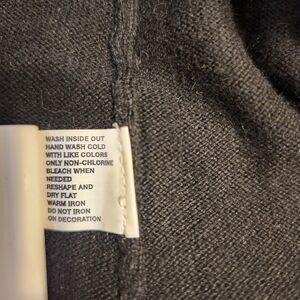 WASH INSIDE OUT
HAND WASH COLD
WITH LIKE COLORS
ONLY NON-CHLORINE
BLEACH WHEN
NEEDED
RESHAPE AND
DRY FLAT
WARM IRON
DO NOT IRON
ON DECORATION